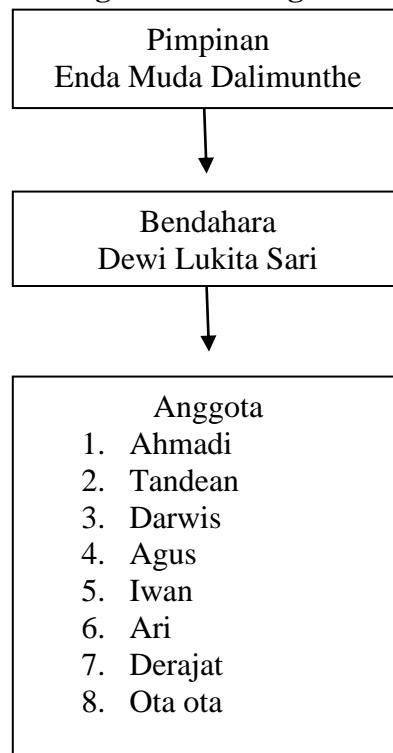 Pimpinan
Enda Muda Dalimunthe
Bendahara
Dewi Lukita Sari
Anggota
1. Ahmadi
2. Tandean
3. Darwis
4. Agus
5. Iwan
6. Ari
7. Derajat
8. Ota ota